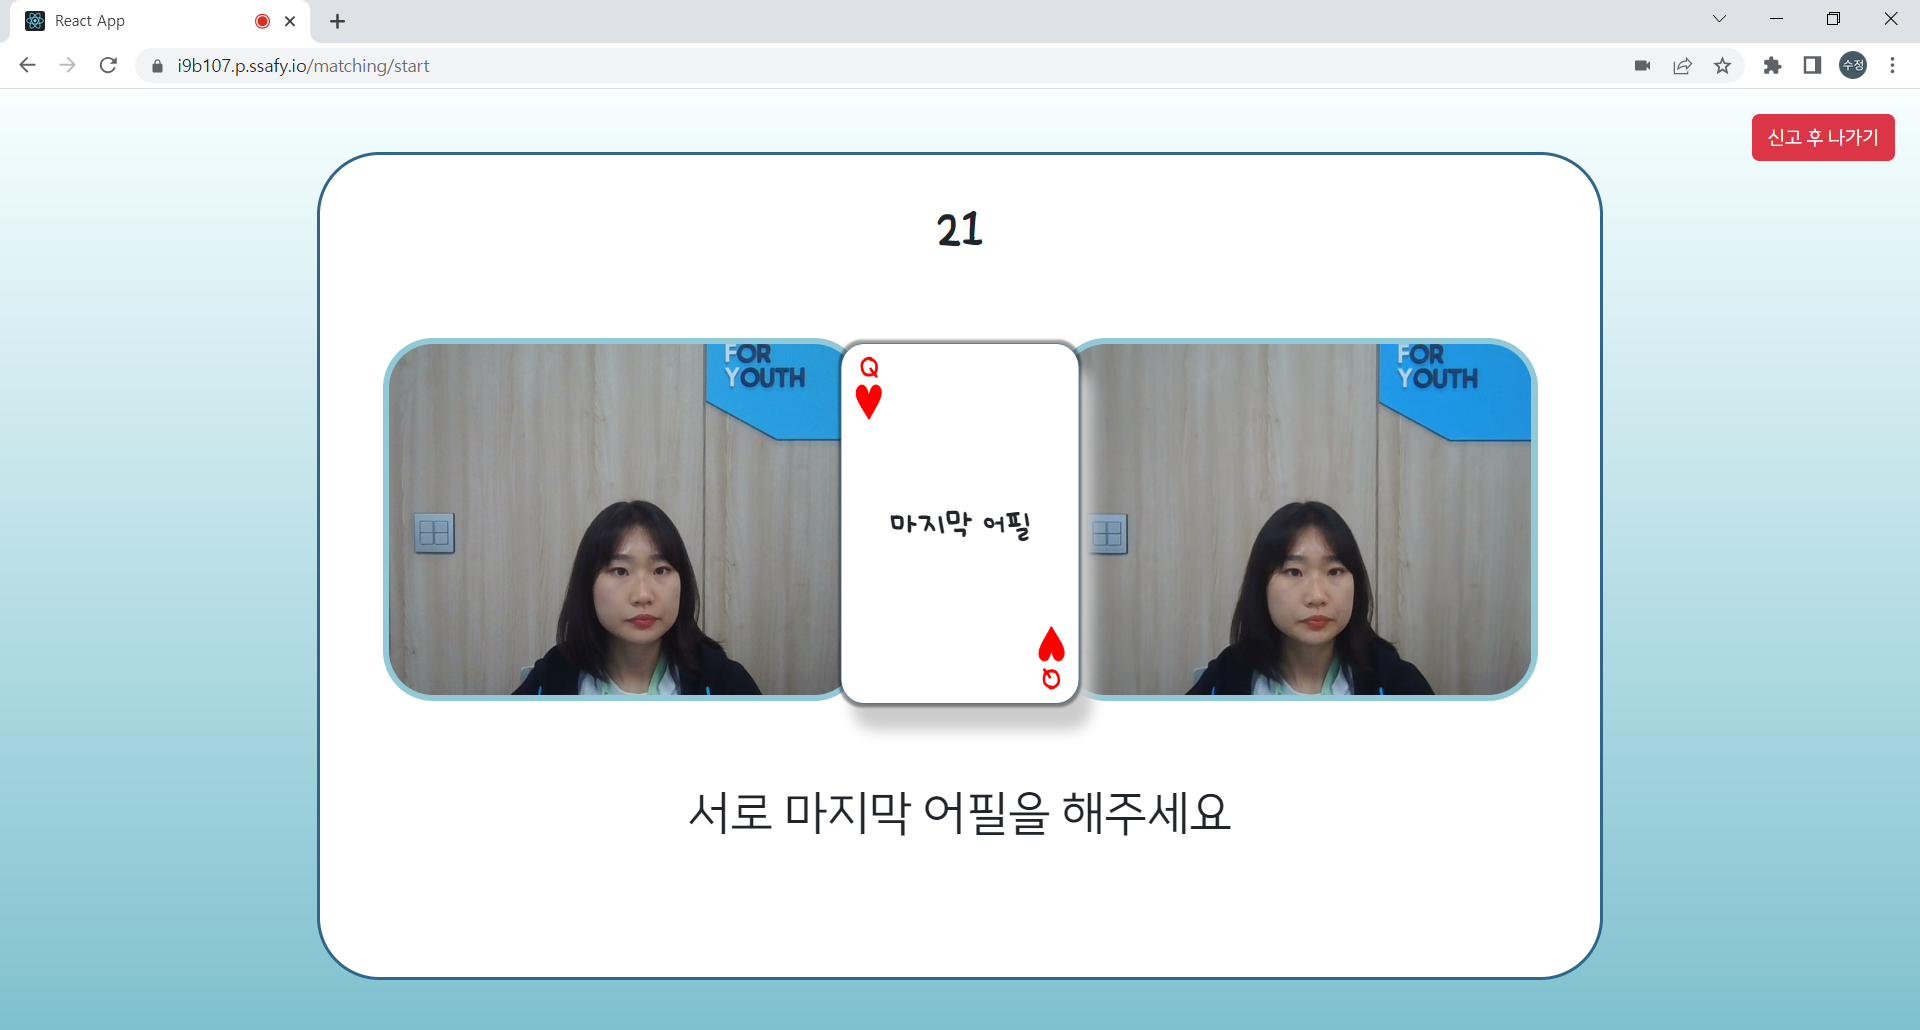 React App
i9b107.p.ssafy.io/matching/start
수정
신고 후 나가기
21
FOR
YOUTH
Q
마지막 어필
Q
FOR
YOUTH
서로 마지막 어필을 해주세요